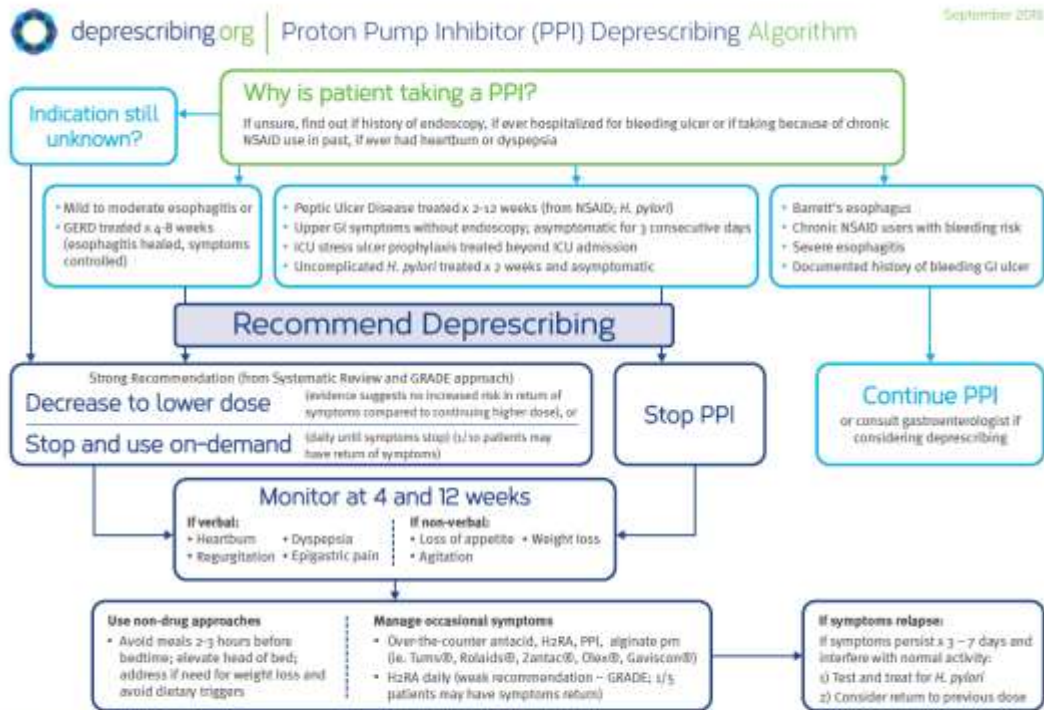 September 2016
deprescribing.org | Proton Pump Inhibitor (PPI) Deprescribing Algorithm
Why is patient taking a PPI?
If unsure, find out if history of endoscopy, if ever hospitalized for bleeding ulcer or if taking because of chronic
NSAID use in past, if ever had heartburn or dyspepsia
Indication still
unknown?
• Mild to moderate esophagitis or
• GERD treated x 4-8 weeks
(esophagitis healed, symptoms
controlled)
• Peptic Ulcer Disease treated x 2-12 weeks (from NSAID; H. pylori)
• Upper GI symptoms without endoscopy; asymptomatic for 3 consecutive days
• ICU stress ulcer prophylaxis treated beyond ICU admission
• Uncomplicated H. pylori treated x 2 weeks and asymptomatic
• Barrett's esophagus
• Chronic NSAID users with bleeding risk
• Severe esophagitis
• Documented history of bleeding GI ulcer
Recommend Deprescribing
Strong Recommendation (from Systematic Review and GRADE approach)
Decrease to lower dose
(evidence suggests no increased risk in return of
symptoms compared to continuing higher dose), or
Stop and use on-demand
(daily until symptoms stop) (1/10 patients may
have return of symptoms)
Stop PPI
Continue PPI
or consult gastroenterologist if
considering deprescribing
Monitor at 4 and 12 weeks
If verbal:
• Heartburn
• Dyspepsia
• Regurgitation
• Epigastric pain
If non-verbal:
• Loss of appetite
• Weight loss
• Agitation
Use non-drug approaches
• Avoid meals 2-3 hours before
bedtime; elevate head of bed;
address if need for weight loss and
avoid dietary triggers
Manage occasional symptoms
• Over-the-counter antacid, H2RA, PPI, alginate prn
(ie. Tums®, Rolaids®, Zantac®, Olex®, Gaviscon®)
• H2RA daily (weak recommendation – GRADE; 1/5
patients may have symptoms return)
If symptoms relapse:
If symptoms persist x 3 – 7 days and
interfere with normal activity:
1) Test and treat for H. pylori
2) Consider return to previous dose